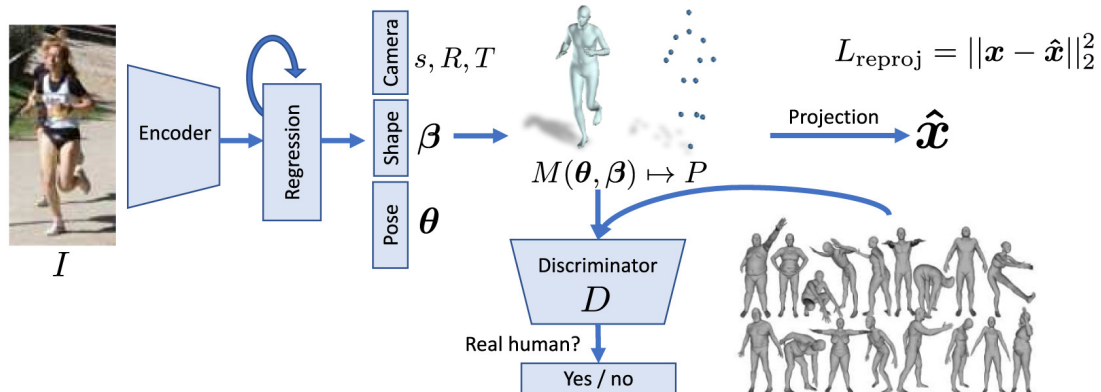 I
Encoder
Regression
Camera
s, R, T
Shape
β
Pose
θ
M(θ, β) ↦ P
Projection
x̂
L_reproj = ||x − x̂||₂²
Discriminator
D
Real human?
Yes / no